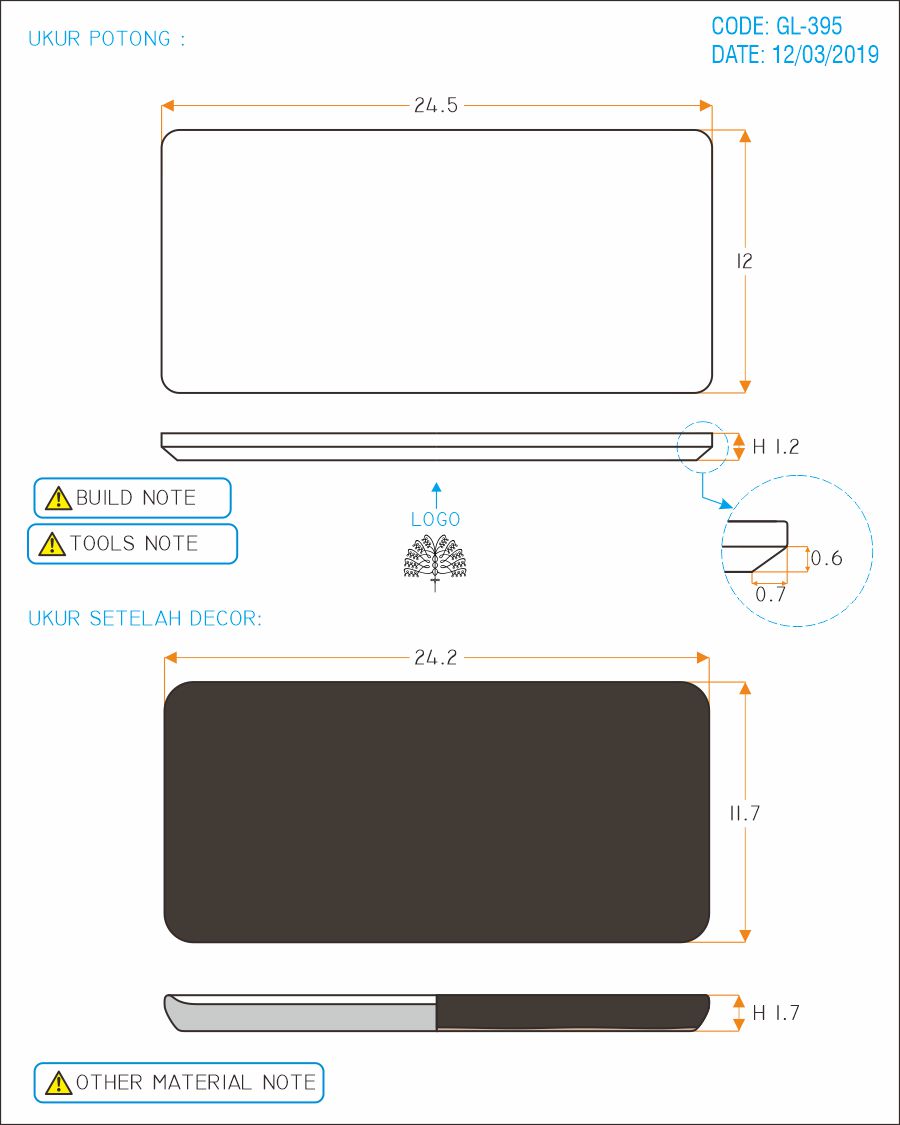 UKUR POTONG :
CODE: GL-395
DATE: 12/03/2019
24.5
12
H 1.2
BUILD NOTE
TOOLS NOTE
LOGO
0.6
0.7
UKUR SETELAH DECOR:
24.2
11.7
H 1.7
OTHER MATERIAL NOTE